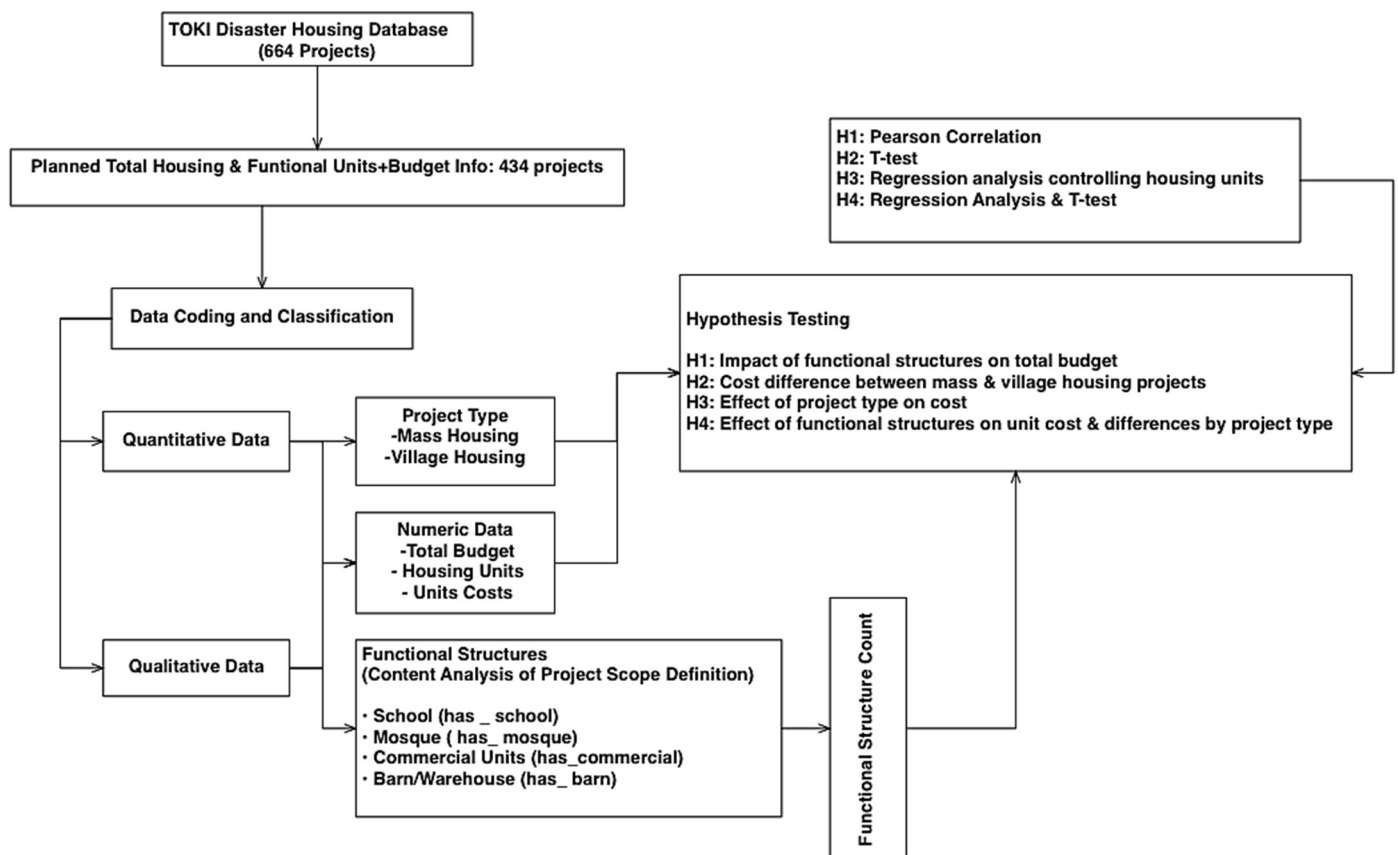 TOKI Disaster Housing Database
(664 Projects)
Planned Total Housing & Funtional Units+Budget Info: 434 projects
Data Coding and Classification
Quantitative Data
Qualitative Data
Project Type
-Mass Housing
-Village Housing
Numeric Data
-Total Budget
- Housing Units
- Units Costs
Functional Structures
(Content Analysis of Project Scope Definition)
· School (has _ school)
· Mosque ( has_ mosque)
· Commercial Units (has_commercial)
· Barn/Warehouse (has_ barn)
Functional Structure Count
H1: Pearson Correlation
H2: T-test
H3: Regression analysis controlling housing units
H4: Regression Analysis & T-test
Hypothesis Testing
H1: Impact of functional structures on total budget
H2: Cost difference between mass & village housing projects
H3: Effect of project type on cost
H4: Effect of functional structures on unit cost & differences by project type